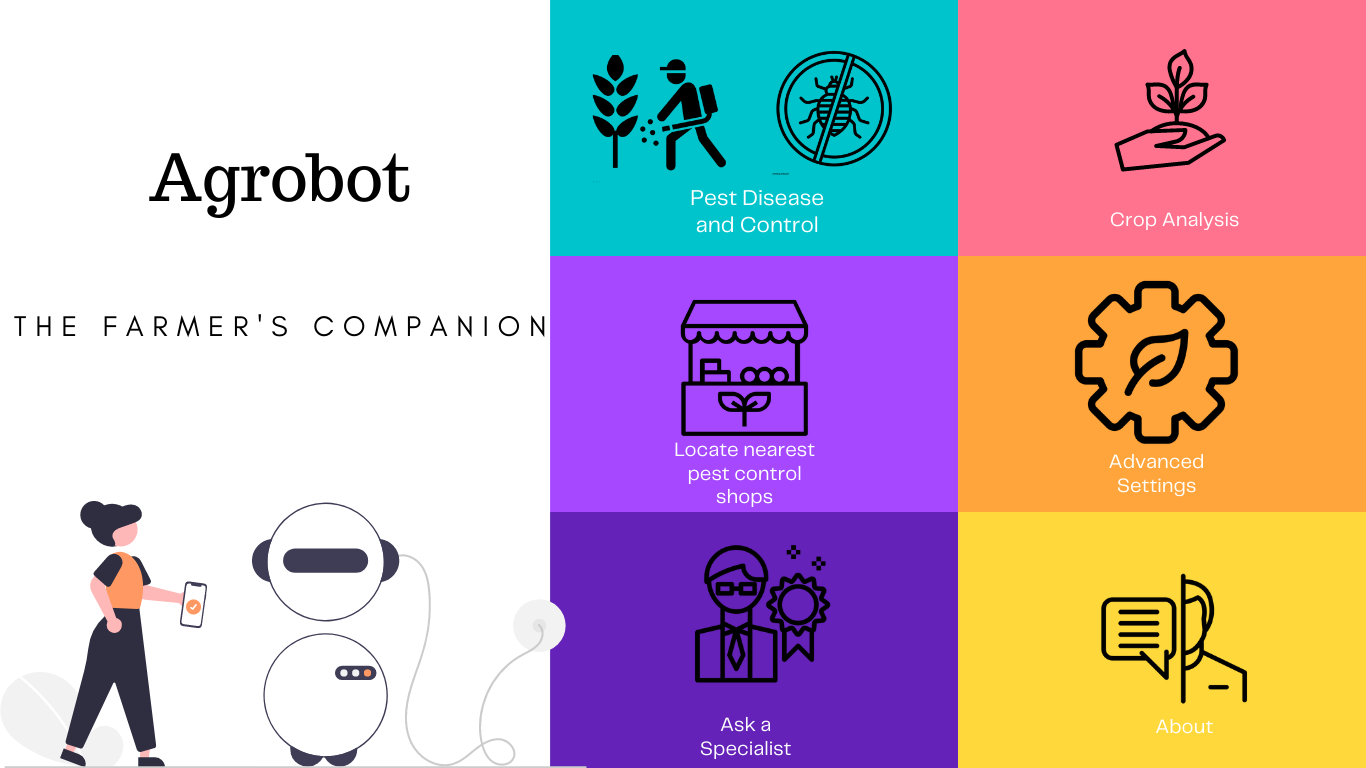 Agrobot
THE FARMER'S COMPANION
Pest Disease
and Control
Crop Analysis
Locate nearest
pest control
shops
Advanced
Settings
Ask a
Specialist
About